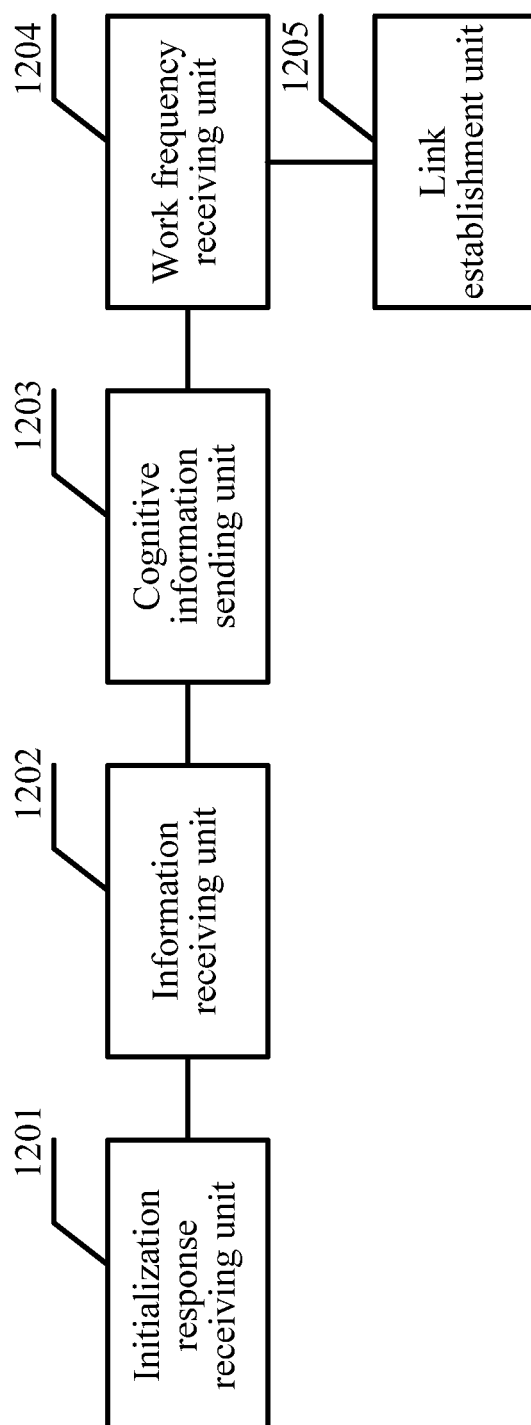 1201
Initialization
response
receiving unit
1202
Information
receiving unit
1203
Cognitive
information
sending unit
1204
Work frequency
receiving unit
1205
Link
establishment unit